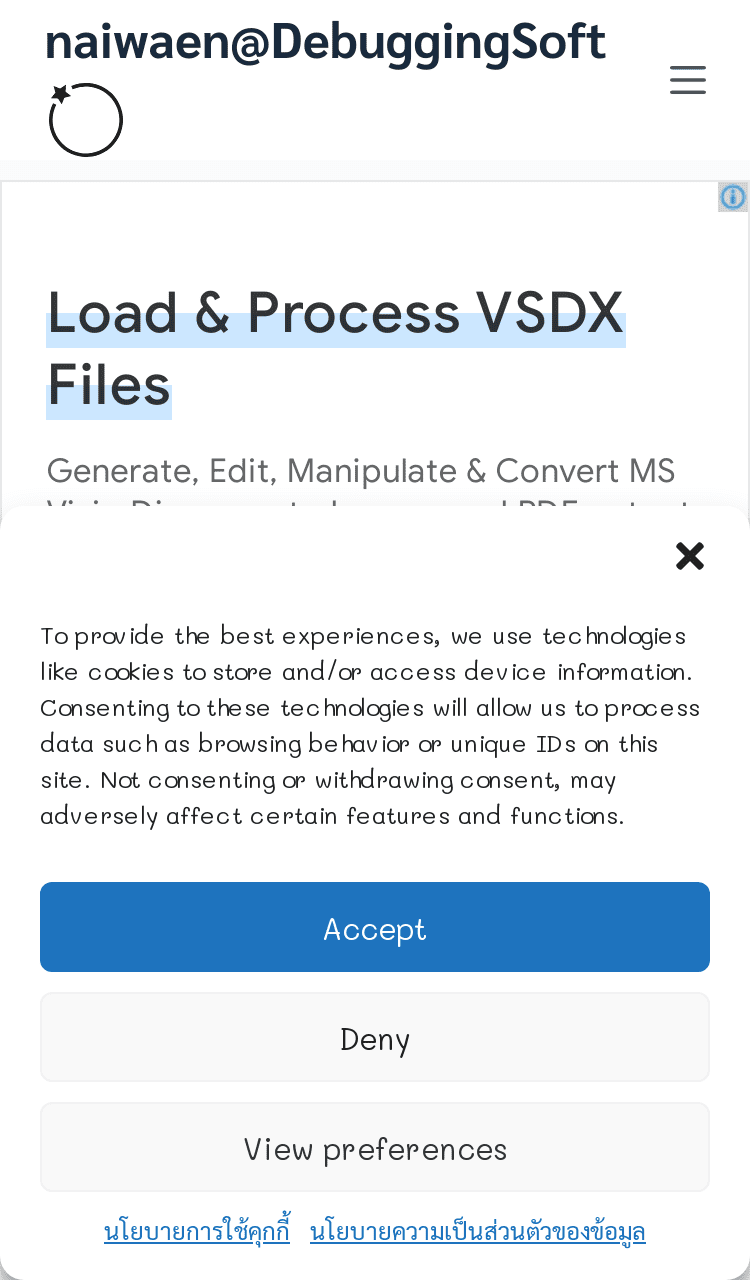 naiwaen@DebuggingSoft
Load & Process VSDX
Files
Generate, Edit, Manipulate & Convert MS
To provide the best experiences, we use technologies
like cookies to store and/or access device information.
Consenting to these technologies will allow us to process
data such as browsing behavior or unique IDs on this
site. Not consenting or withdrawing consent, may
adversely affect certain features and functions.
Accept
Deny
View preferences
นโยบายการใช้คุกกี้ นโยบายความเป็นส่วนตัวของข้อมูล